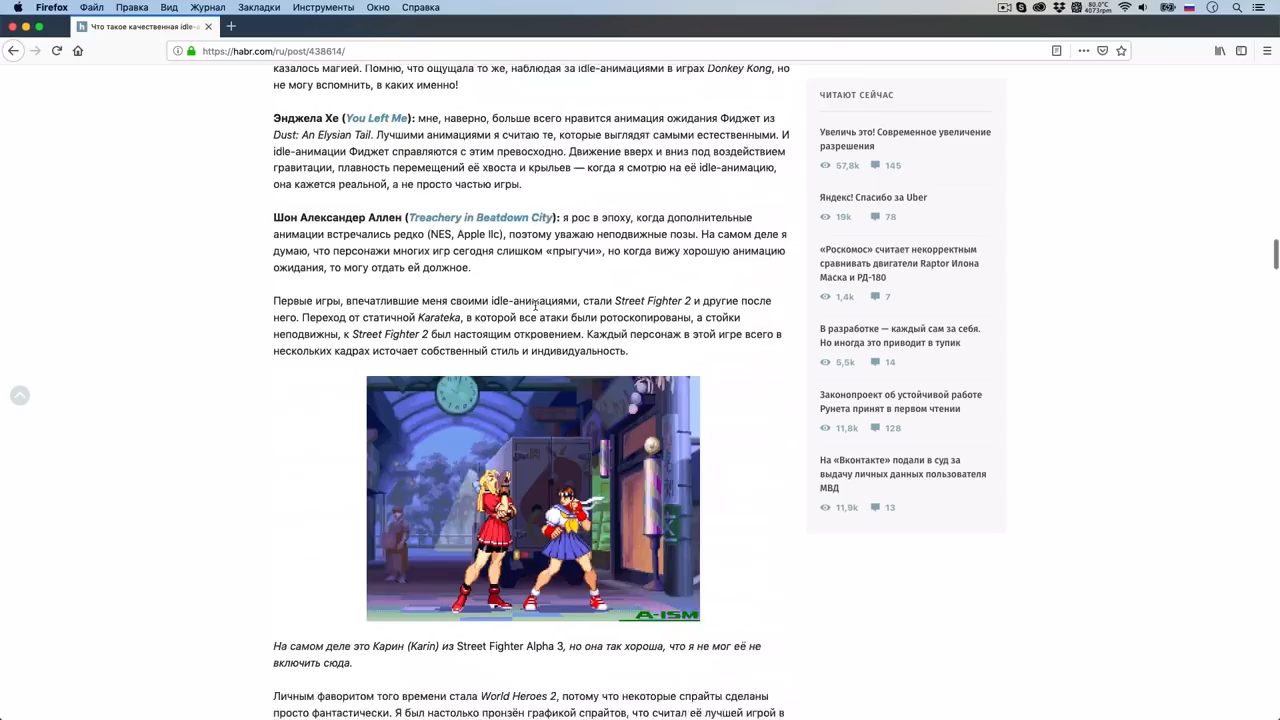 Firefox Файл Правка Вид Журнал Закладки Инструменты Окно Справка
80.0°C
4073rpm
Что такое качественная idle-а
https://habr.com/ru/post/438614/
казалось магией. Помню, что ощущала то же, наблюдая за idle-анимациями в играх Donkey Kong, но
не могу вспомнить, в каких именно!
Энджела Хе (You Left Me): мне, наверно, больше всего нравится анимация ожидания Фиджет из
Dust: An Elysian Tail. Лучшими анимациями я считаю те, которые выглядят самыми естественными. И
idle-анимации Фиджет справляются с этим превосходно. Движение вверх и вниз под воздействием
гравитации, плавность перемещений её хвоста и крыльев — когда я смотрю на её idle-анимацию,
она кажется реальной, а не просто частью игры.
Шон Александер Аллен (Treachery in Beatdown City): я рос в эпоху, когда дополнительные
анимации встречались редко (NES, Apple IIc), поэтому уважаю неподвижные позы. На самом деле я
думаю, что персонажи многих игр сегодня слишком «прыгучи», но когда вижу хорошую анимацию
ожидания, то могу отдать ей должное.
Первые игры, впечатлившие меня своими idle-анимациями, стали Street Fighter 2 и другие после
него. Переход от статичной Karateka, в которой все атаки были ротоскопированы, а стойки
неподвижны, к Street Fighter 2 был настоящим откровением. Каждый персонаж в этой игре всего в
нескольких кадрах источает собственный стиль и индивидуальность.
A-ISM
На самом деле это Карин (Karin) из Street Fighter Alpha 3, но она так хороша, что я не мог её не
включить сюда.
Личным фаворитом того времени стала World Heroes 2, потому что некоторые спрайты сделаны
просто фантастически. Я был настолько пронзён графикой спрайтов, что считал её лучшей игрой в
ЧИТАЮТ СЕЙЧАС
Увеличь это! Современное увеличение
разрешения
57,8k 145
Яндекс! Спасибо за Uber
19k 78
«Роскомос» считает некорректным
сравнивать двигатели Raptor Илона
Маска и РД-180
1,4k 7
В разработке — каждый сам за себя.
Но иногда это приводит в тупик
5,5k 14
Законопроект об устойчивой работе
Рунета принят в первом чтении
11,8k 128
На «Вконтакте» подали в суд за
выдачу личных данных пользователя
МВД
11,9k 13